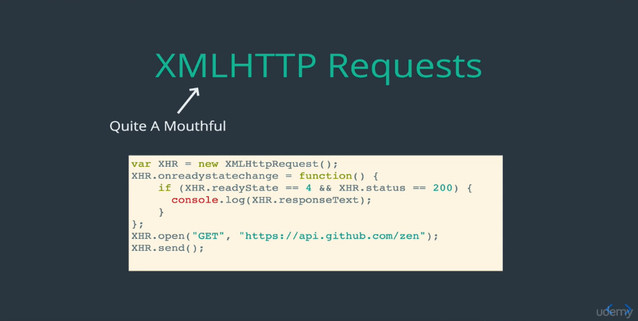 XMLHTTP Requests
Quite A Mouthful
var XHR = new XMLHttpRequest();
XHR.onreadystatechange = function() {
    if (XHR.readyState == 4 && XHR.status == 200) {
      console.log(XHR.responseText);
    }
};
XHR.open("GET", "https://api.github.com/zen");
XHR.send();
udemy